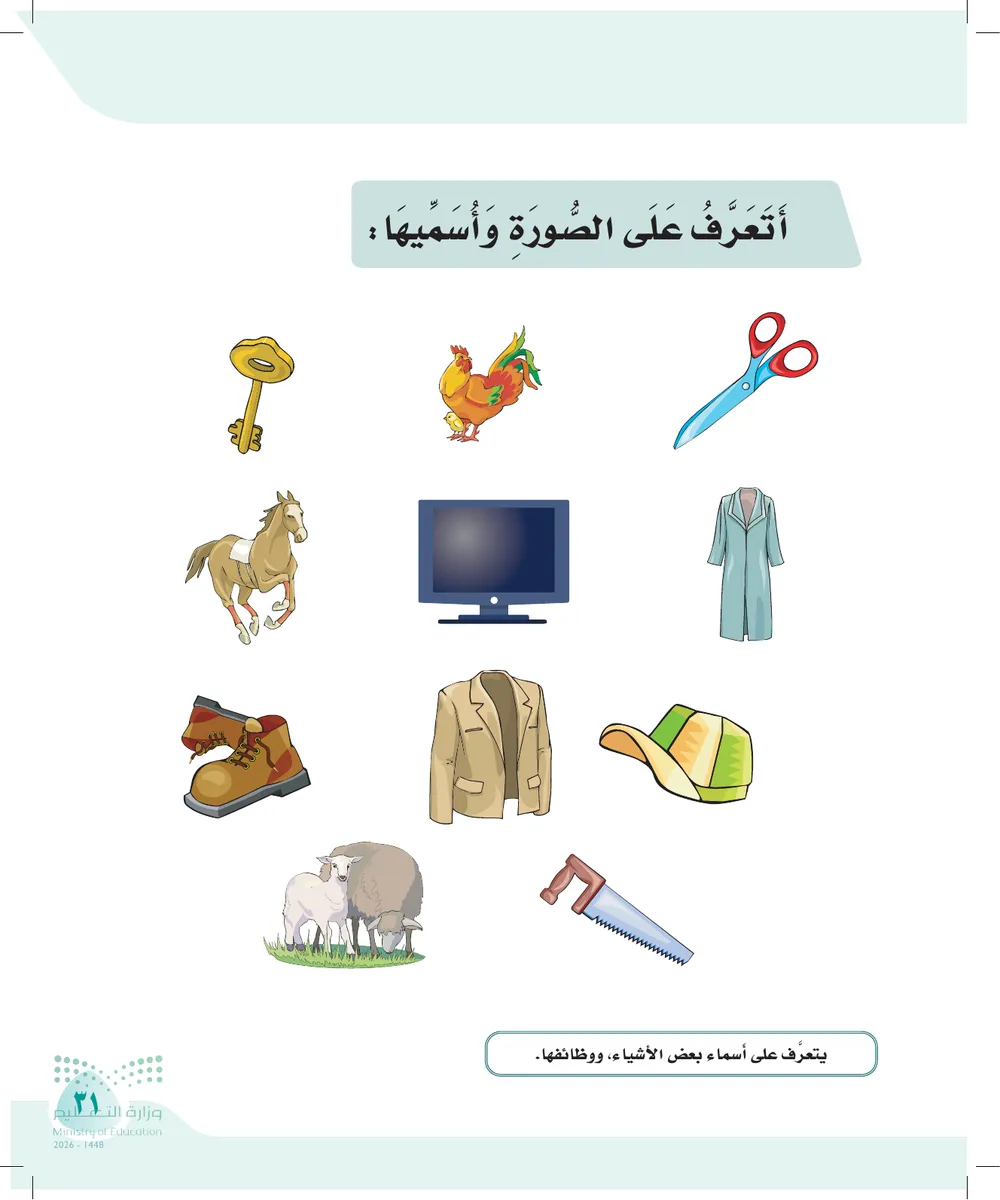 أَتَعَرَّفُ عَلَى الصُّورَةِ وَأُسَمِّيهَا :
يتعرَّف على أسماء بعض الأشياء، ووظائفها.
٣١
وزارة التعليم
Ministry of Education
2026 - 1448